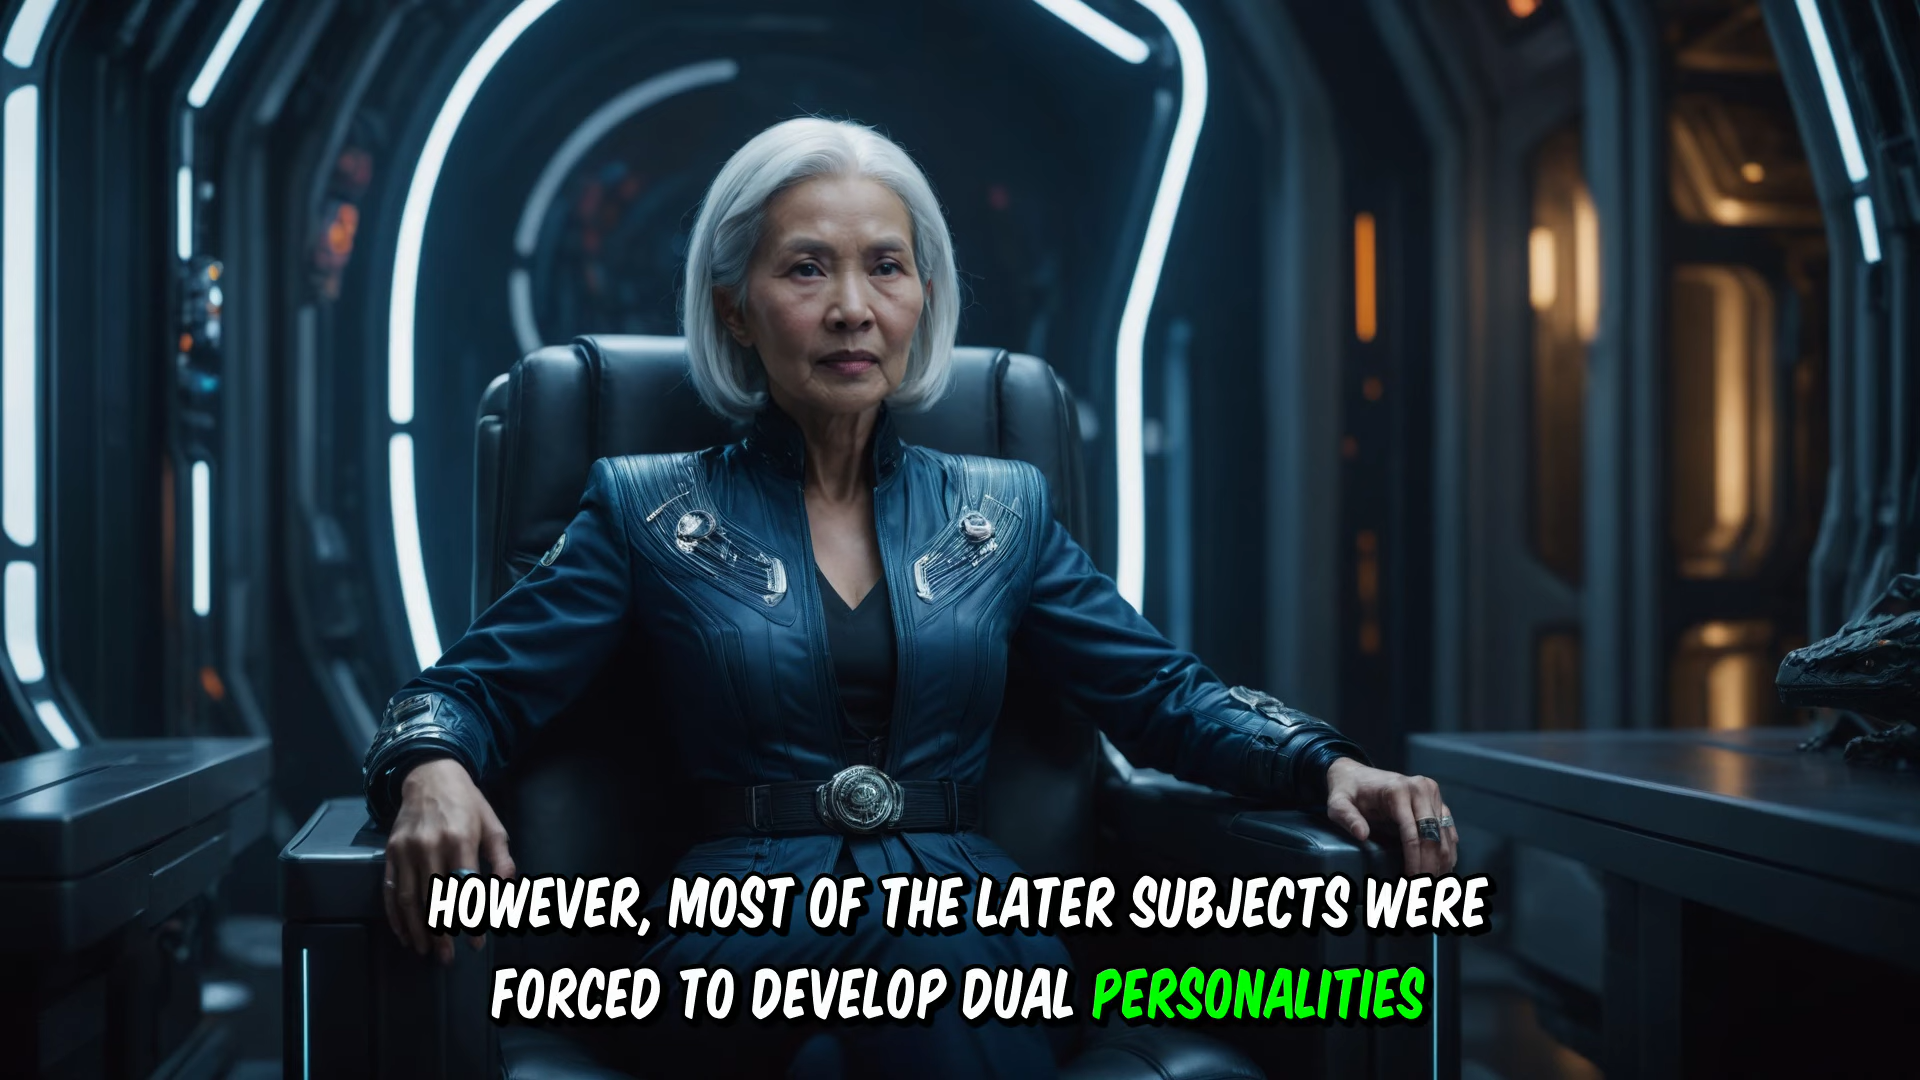 HOWEVER, MOST OF THE LATER SUBJECTS WERE
FORCED TO DEVELOP DUAL PERSONALITIES